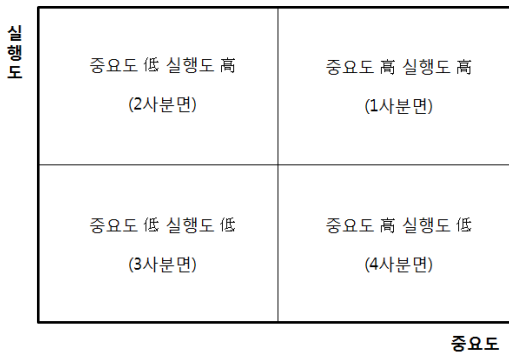 실행도
중요도 低 실행도 高
(2사분면)
중요도 高 실행도 高
(1사분면)
중요도 低 실행도 低
(3사분면)
중요도 高 실행도 低
(4사분면)
중요도